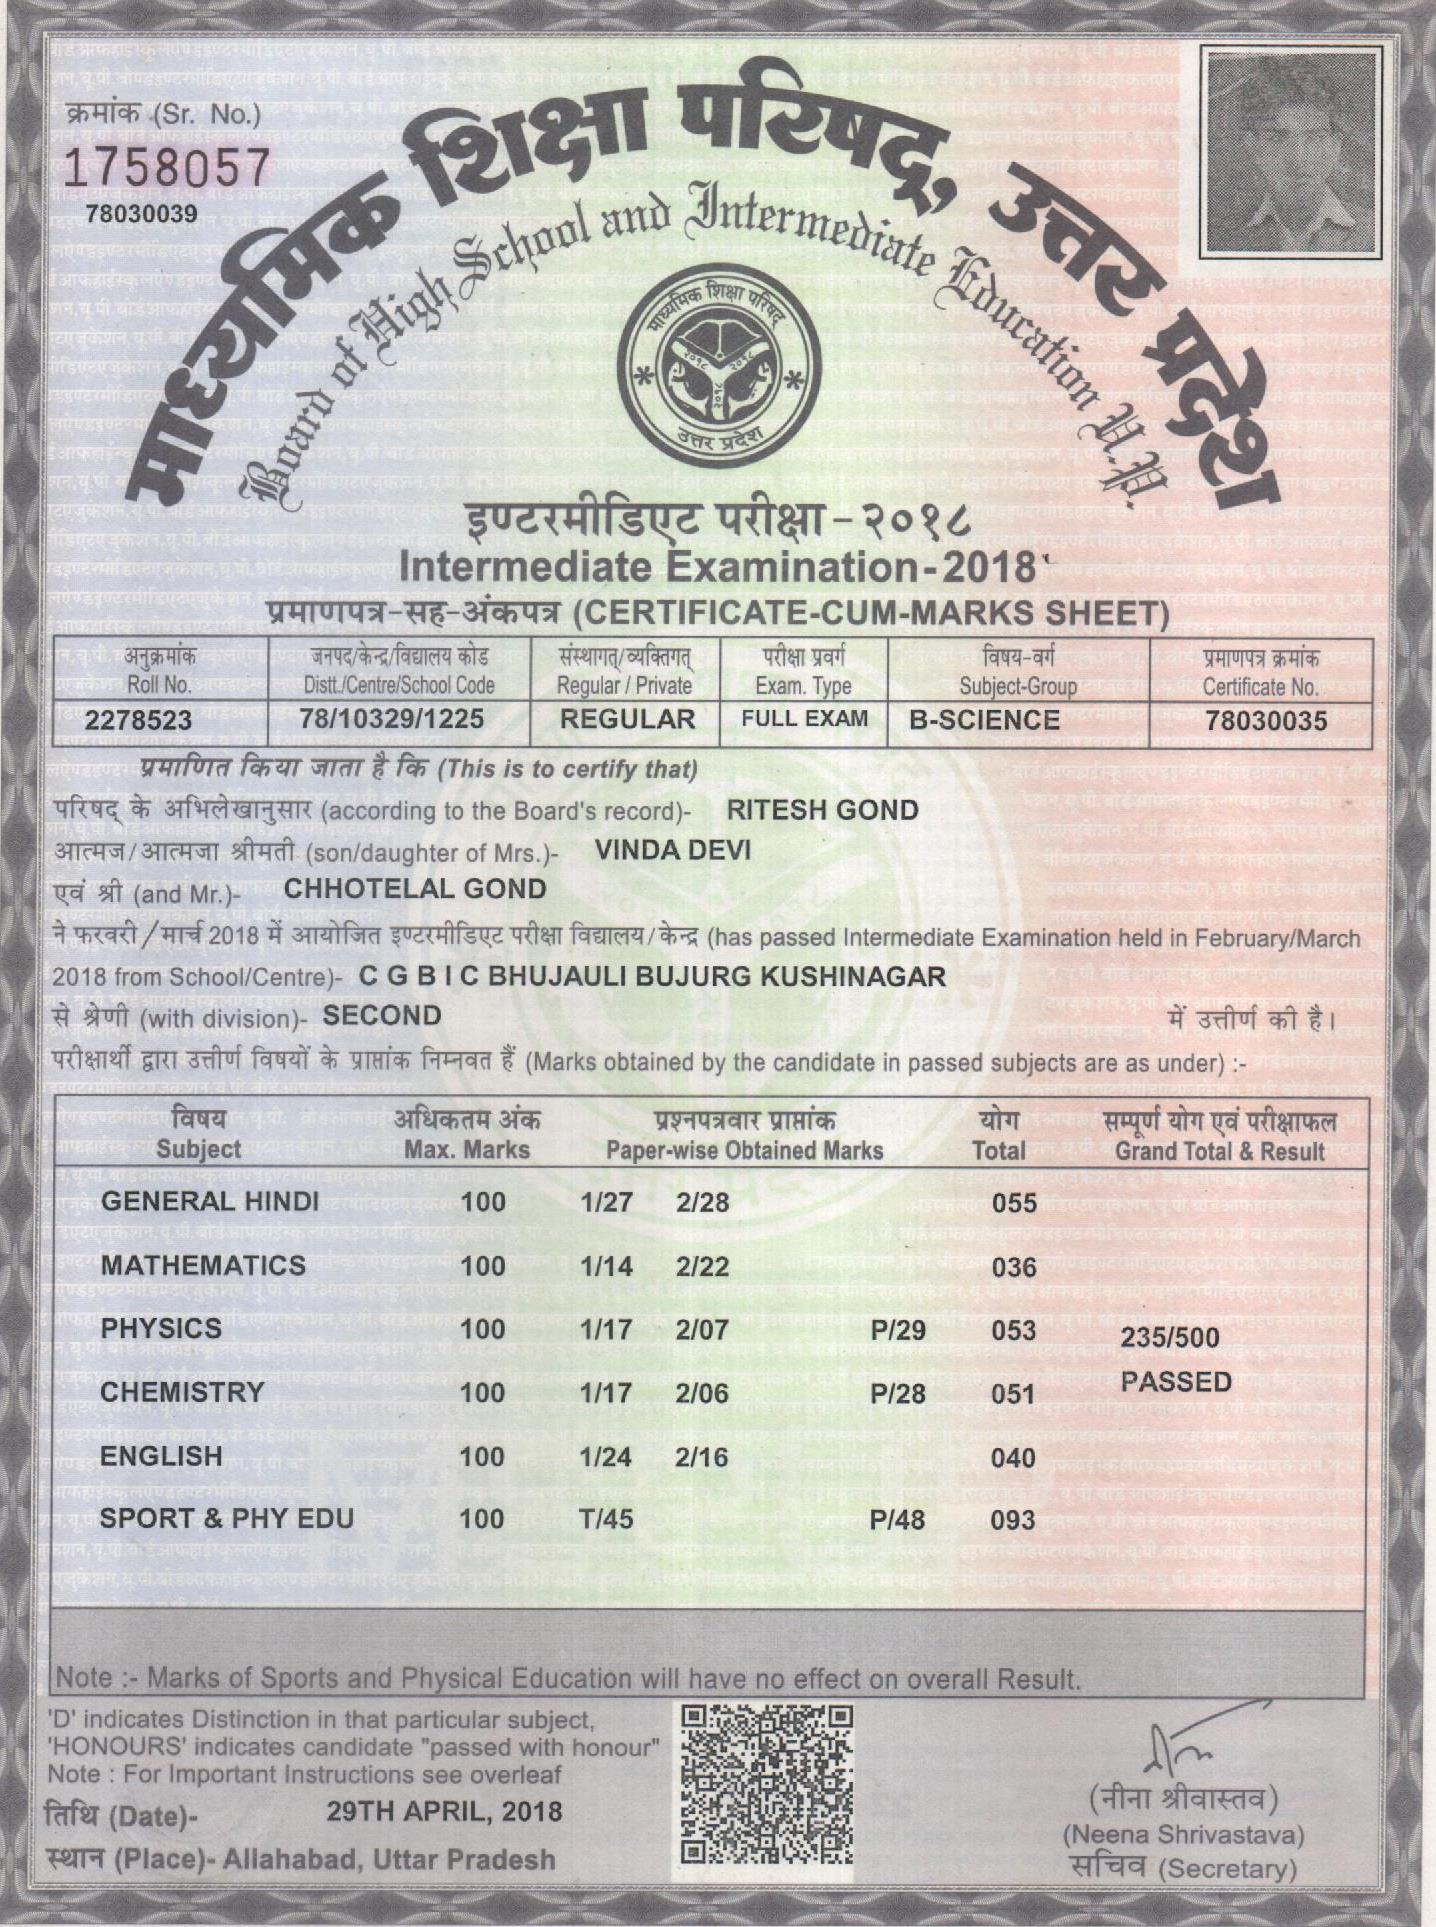 क्रमांक (Sr. No.)
1758057
78030039
माध्यमिक शिक्षा परिषद्, उत्तर प्रदेश
Board of High School and Intermediate Education U.P.
माध्यमिक शिक्षा परिषद्
२०१८ २०१८
२०१८
उत्तर प्रदेश
इण्टरमीडिएट परीक्षा-२०१८
Intermediate Examination-2018
प्रमाणपत्र-सह-अंकपत्र (CERTIFICATE-CUM-MARKS SHEET)
अनुक्रमांक जनपद/केन्द्र/विद्यालय कोड संस्थागत्/व्यक्तिगत् परीक्षा प्रवर्ग विषय-वर्ग प्रमाणपत्र क्रमांक
Roll No. Distt./Centre/School Code Regular / Private Exam. Type Subject-Group Certificate No.
2278523 78/10329/1225 REGULAR FULL EXAM B-SCIENCE 78030035
प्रमाणित किया जाता है कि (This is to certify that)
परिषद् के अभिलेखानुसार (according to the Board's record)- RITESH GOND
आत्मज/आत्मजा श्रीमती (son/daughter of Mrs.)- VINDA DEVI
एवं श्री (and Mr.)- CHHOTELAL GOND
ने फरवरी/मार्च 2018 में आयोजित इण्टरमीडिएट परीक्षा विद्यालय/केन्द्र (has passed Intermediate Examination held in February/March
2018 from School/Centre)- C G B I C BHUJAULI BUJURG KUSHINAGAR
से श्रेणी (with division)- SECOND में उत्तीर्ण की है।
परीक्षार्थी द्वारा उत्तीर्ण विषयों के प्राप्तांक निम्नवत हैं (Marks obtained by the candidate in passed subjects are as under) :-
विषय अधिकतम अंक प्रश्नपत्रवार प्राप्तांक योग सम्पूर्ण योग एवं परीक्षाफल
Subject Max. Marks Paper-wise Obtained Marks Total Grand Total & Result
GENERAL HINDI 100 1/27 2/28 055
MATHEMATICS 100 1/14 2/22 036
PHYSICS 100 1/17 2/07 P/29 053 235/500
CHEMISTRY 100 1/17 2/06 P/28 051 PASSED
ENGLISH 100 1/24 2/16 040
SPORT & PHY EDU 100 T/45 P/48 093
Note :- Marks of Sports and Physical Education will have no effect on overall Result.
'D' indicates Distinction in that particular subject,
'HONOURS' indicates candidate "passed with honour"
Note : For Important Instructions see overleaf
तिथि (Date)- 29TH APRIL, 2018
स्थान (Place)- Allahabad, Uttar Pradesh
(नीना श्रीवास्तव)
(Neena Shrivastava)
सचिव (Secretary)